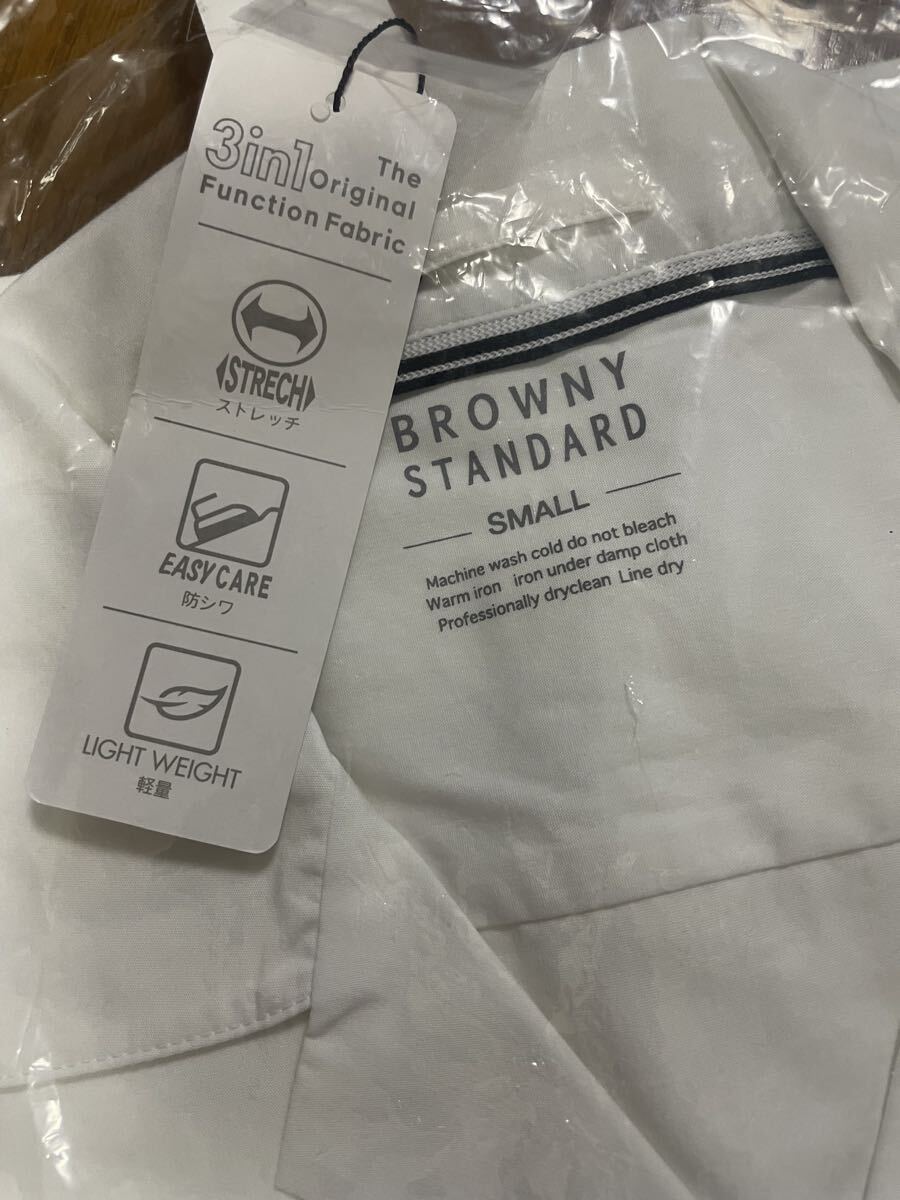 3in1 The
Original
Function Fabric
STRECH
ストレッチ
EASY CARE
防シワ
LIGHT WEIGHT
軽量
BROWNY
STANDARD
SMALL
Machine wash cold do not bleach
Warm iron iron under damp cloth
Professionally dryclean Line dry